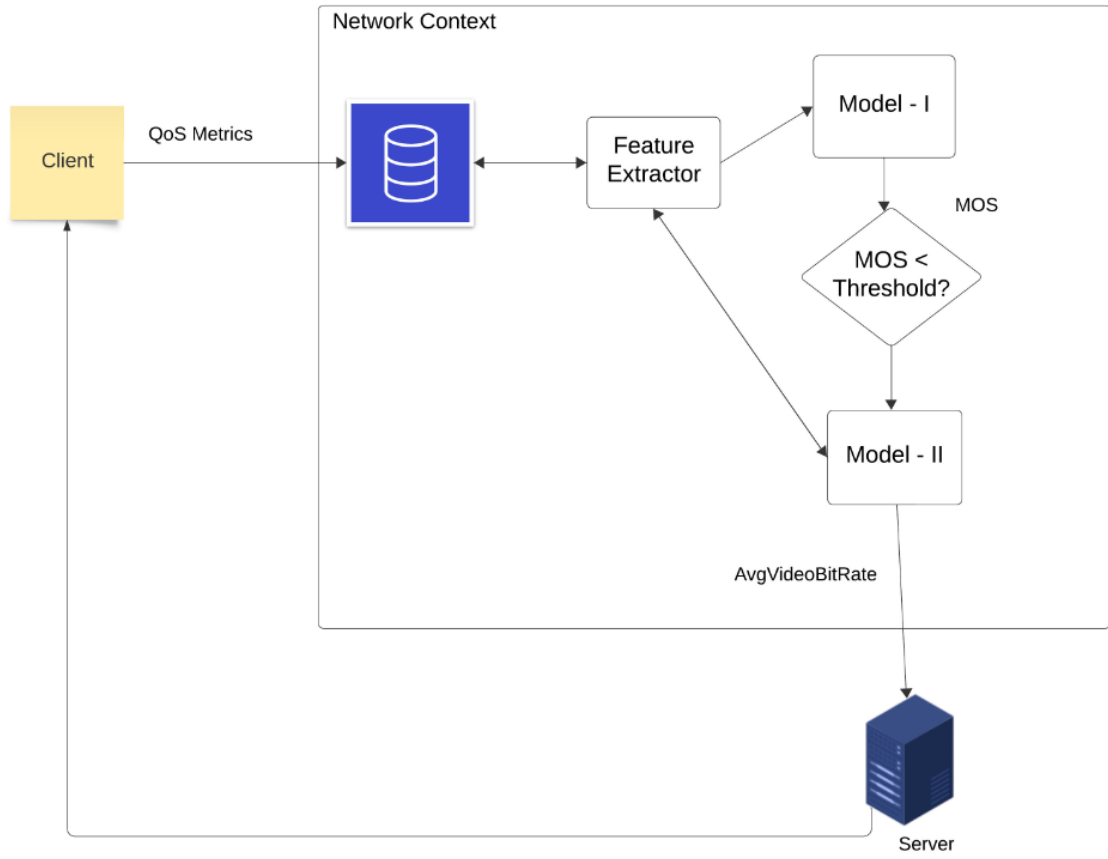 Network Context
Client
QoS Metrics
Feature
Extractor
Model - I
MOS
MOS <
Threshold?
Model - II
AvgVideoBitRate
Server